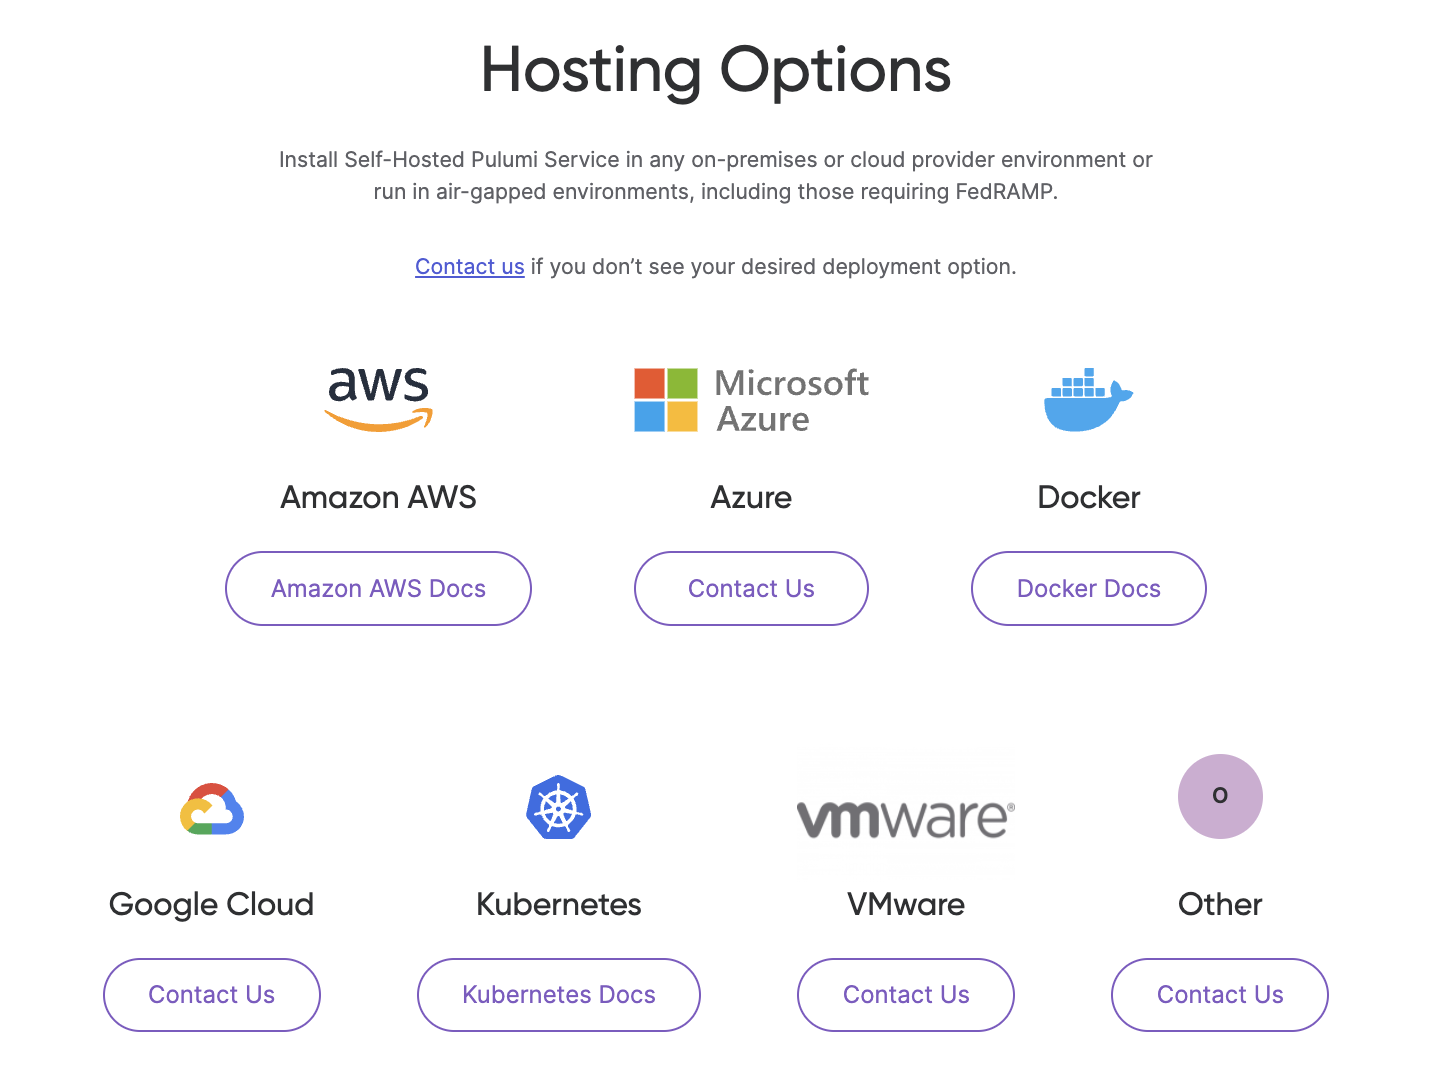 Hosting Options
Install Self-Hosted Pulumi Service in any on-premises or cloud provider environment or
run in air-gapped environments, including those requiring FedRAMP.
Contact us if you don’t see your desired deployment option.
aws
Microsoft
Azure
Amazon AWS
Azure
Docker
Amazon AWS Docs
Contact Us
Docker Docs
vmware®
O
Google Cloud
Kubernetes
VMware
Other
Contact Us
Kubernetes Docs
Contact Us
Contact Us